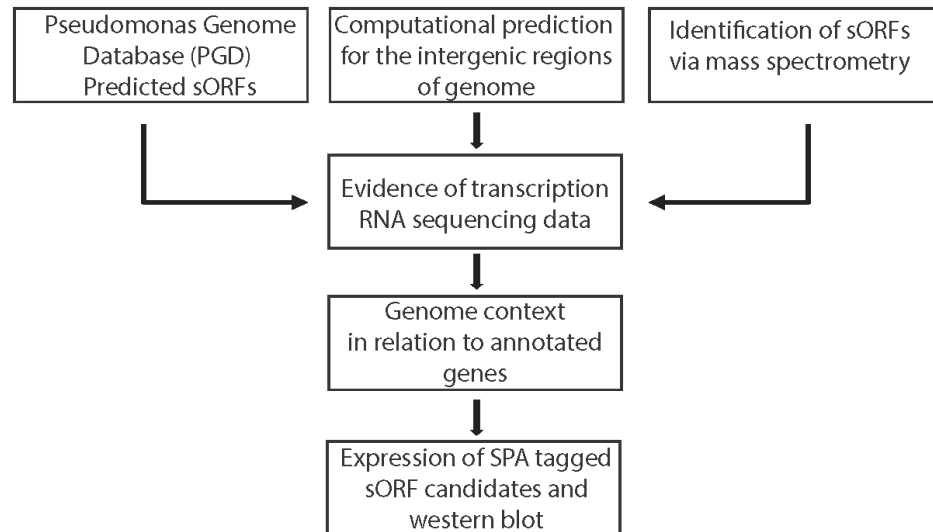 Pseudomonas Genome
Database (PGD)
Predicted sORFs
Computational prediction
for the intergenic regions
of genome
Identification of sORFs
via mass spectrometry
Evidence of transcription
RNA sequencing data
Genome context
in relation to annotated
genes
Expression of SPA tagged
sORF candidates and
western blot